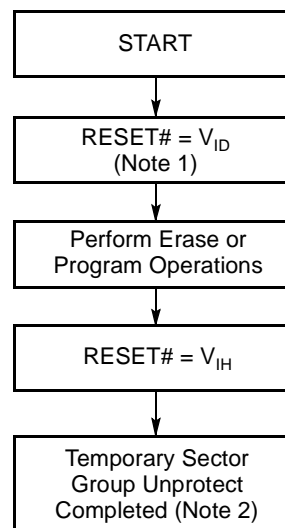 START
RESET# = V_ID
(Note 1)
Perform Erase or
Program Operations
RESET# = V_IH
Temporary Sector
Group Unprotect
Completed (Note 2)